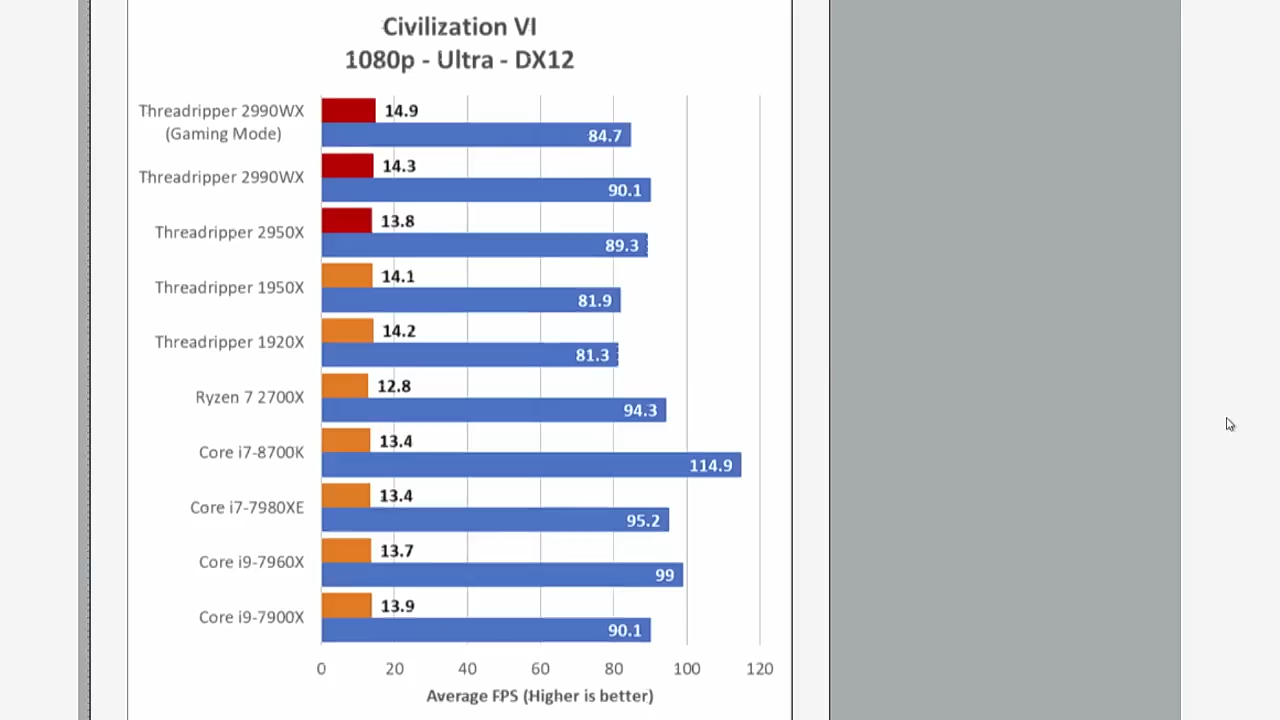 Civilization VI
1080p - Ultra - DX12
Threadripper 2990WX
(Gaming Mode)
14.9
84.7
Threadripper 2990WX
14.3
90.1
Threadripper 2950X
13.8
89.3
Threadripper 1950X
14.1
81.9
Threadripper 1920X
14.2
81.3
Ryzen 7 2700X
12.8
94.3
Core i7-8700K
13.4
114.9
Core i7-7980XE
13.4
95.2
Core i9-7960X
13.7
99
Core i9-7900X
13.9
90.1
0 20 40 60 80 100 120
Average FPS (Higher is better)